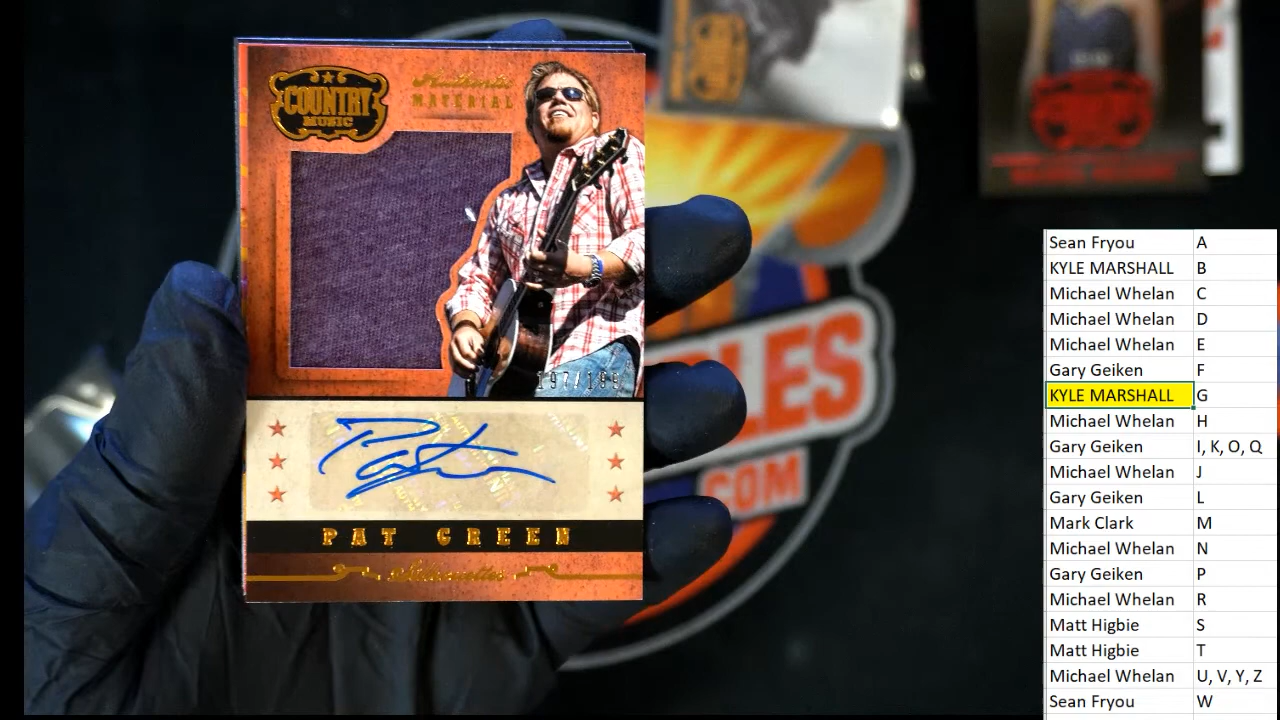 COUNTRY
MUSIC
Authentic
MATERIAL
197/199
PAT GREEN
Silhouettes
COM
Sean Fryou A
KYLE MARSHALL B
Michael Whelan C
Michael Whelan D
Michael Whelan E
Gary Geiken F
KYLE MARSHALL G
Michael Whelan H
Gary Geiken I, K, O, Q
Michael Whelan J
Gary Geiken L
Mark Clark M
Michael Whelan N
Gary Geiken P
Michael Whelan R
Matt Higbie S
Matt Higbie T
Michael Whelan U, V, Y, Z
Sean Fryou W